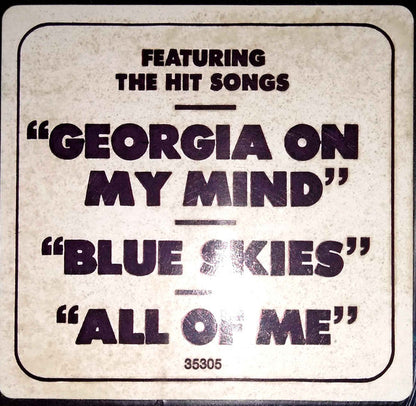 FEATURING
THE HIT SONGS
“GEORGIA ON
MY MIND”
“BLUE SKIES”
“ALL OF ME”
35305